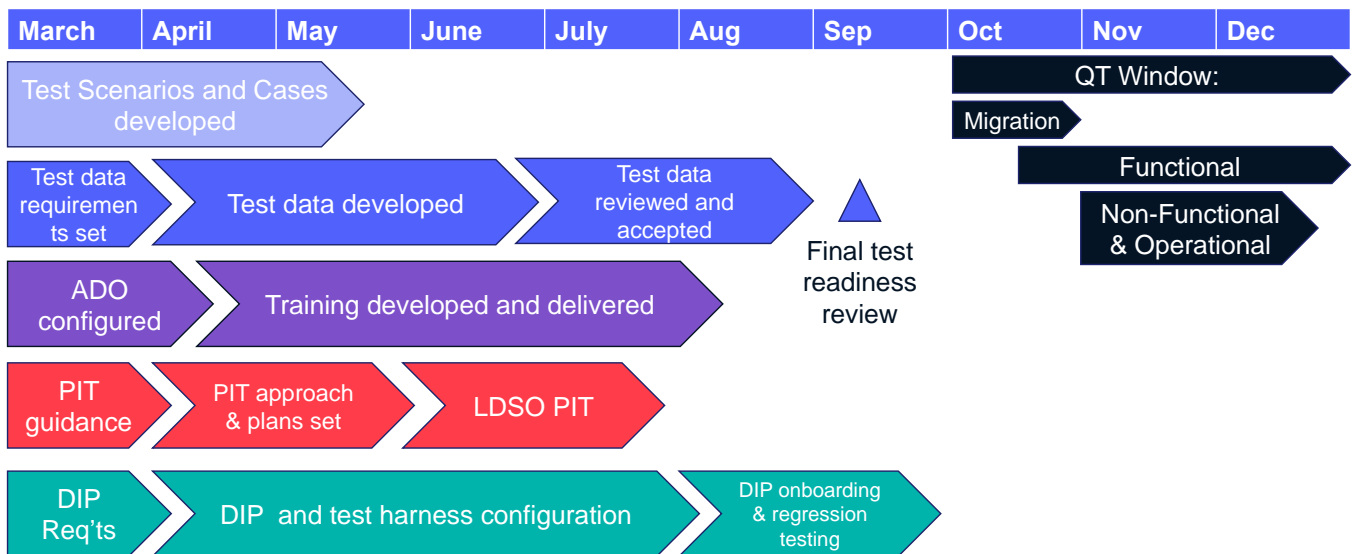 March April May June July Aug Sep Oct Nov Dec
Test Scenarios and Cases
developed
QT Window:
Migration
Functional
Non-Functional
& Operational
Test data
requiremen
ts set
Test data developed
Test data
reviewed and
accepted
Final test
readiness
review
ADO
configured
Training developed and delivered
PIT
guidance
PIT approach
& plans set
LDSO PIT
DIP
Req'ts
DIP and test harness configuration
DIP onboarding
& regression
testing